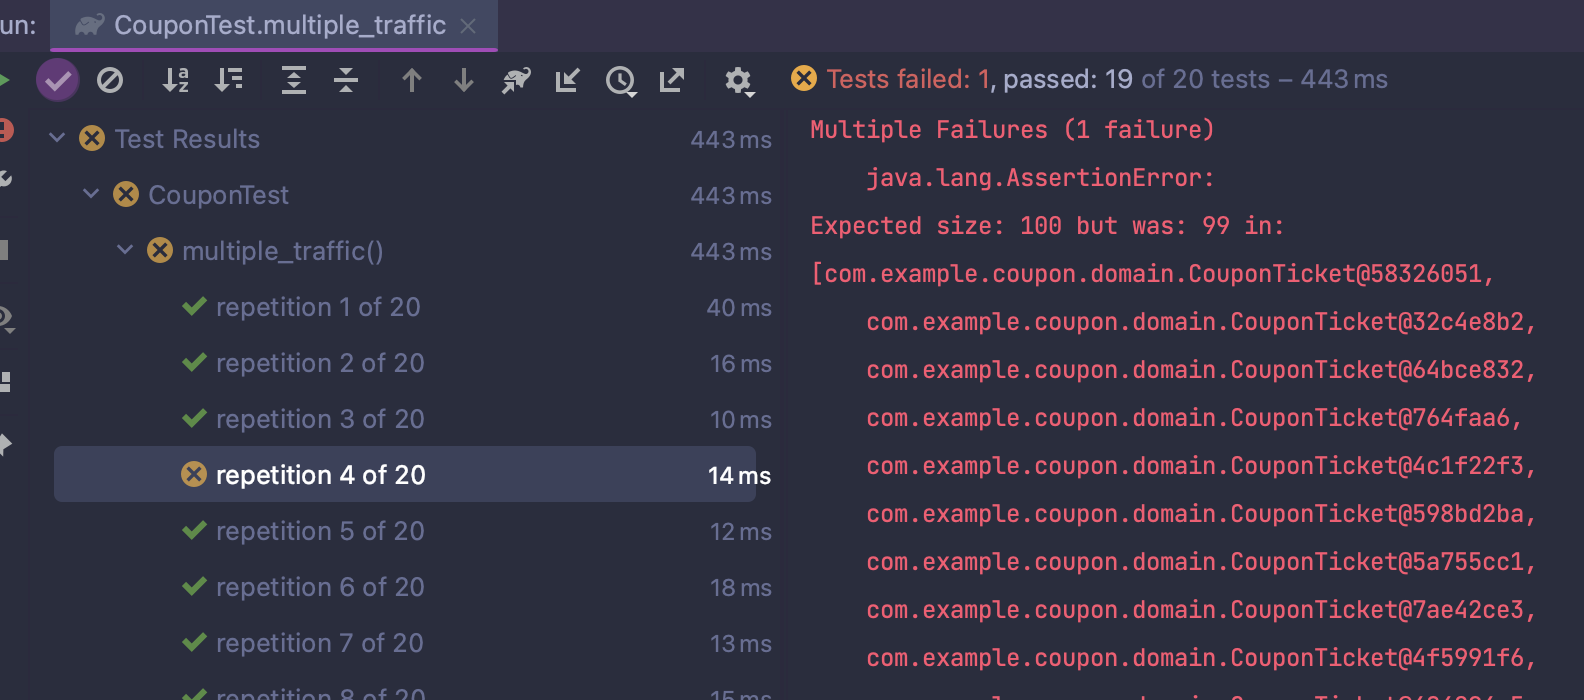 un:
CouponTest.multiple_traffic
Tests failed: 1, passed: 19 of 20 tests – 443 ms
Test Results 443 ms
CouponTest 443 ms
multiple_traffic() 443 ms
repetition 1 of 20 40 ms
repetition 2 of 20 16 ms
repetition 3 of 20 10 ms
repetition 4 of 20 14 ms
repetition 5 of 20 12 ms
repetition 6 of 20 18 ms
repetition 7 of 20 13 ms
repetition 8 of 20 15 ms
Multiple Failures (1 failure)
java.lang.AssertionError:
Expected size: 100 but was: 99 in:
[com.example.coupon.domain.CouponTicket@58326051,
com.example.coupon.domain.CouponTicket@32c4e8b2,
com.example.coupon.domain.CouponTicket@64bce832,
com.example.coupon.domain.CouponTicket@764faa6,
com.example.coupon.domain.CouponTicket@4c1f22f3,
com.example.coupon.domain.CouponTicket@598bd2ba,
com.example.coupon.domain.CouponTicket@5a755cc1,
com.example.coupon.domain.CouponTicket@7ae42ce3,
com.example.coupon.domain.CouponTicket@4f5991f6,